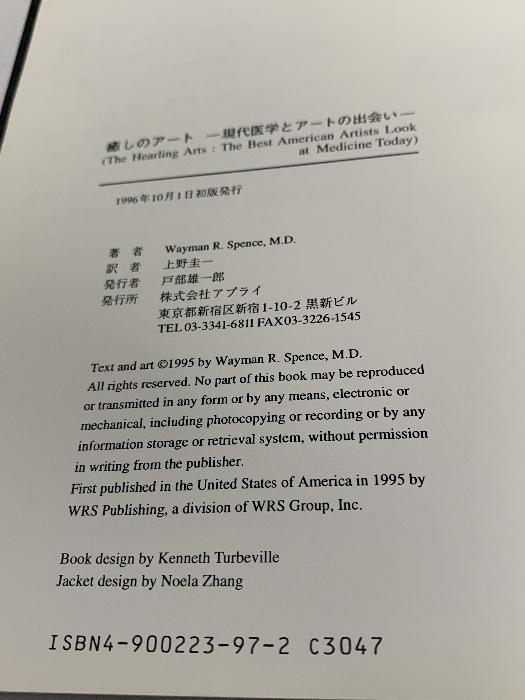 癒しのアート ―現代医学とアートの出会い―
(The Hearling Arts : The Best American Artists Look
at Medicine Today)
1996年10月1日初版発行
著 者 Wayman R. Spence, M.D.
訳 者 上野圭一
発行者 戸部雄一郎
発行所 株式会社アプライ
東京都新宿区新宿1-10-2 黒新ビル
TEL 03-3341-6811 FAX03-3226-1545
Text and art ©1995 by Wayman R. Spence, M.D.
All rights reserved. No part of this book may be reproduced
or transmitted in any form or by any means, electronic or
mechanical, including photocopying or recording or by any
information storage or retrieval system, without permission
in writing from the publisher.
First published in the United States of America in 1995 by
WRS Publishing, a division of WRS Group, Inc.
Book design by Kenneth Turbeville
Jacket design by Noela Zhang
ISBN4-900223-97-2 C3047